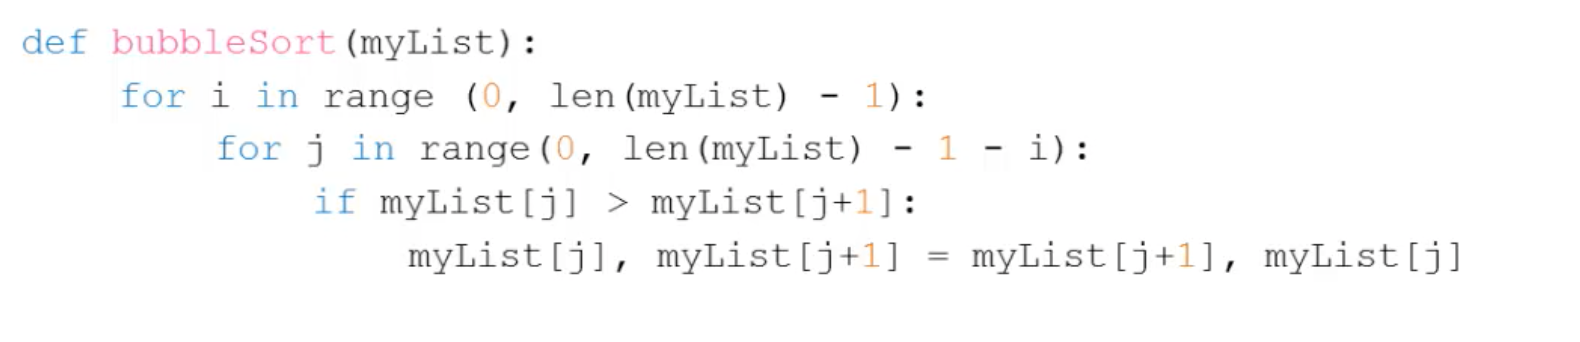 def bubbleSort(myList):
for i in range (0, len(myList) - 1):
for j in range(0, len(myList) - 1 - i):
if myList[j] > myList[j+1]:
myList[j], myList[j+1] = myList[j+1], myList[j]